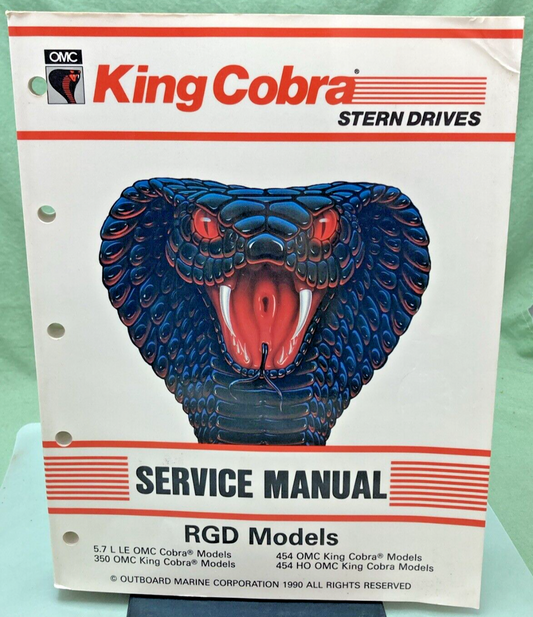 OMC
King Cobra®
STERN DRIVES
SERVICE MANUAL
RGD Models
5.7 L LE OMC Cobra® Models
350 OMC King Cobra® Models
454 OMC King Cobra® Models
454 HO OMC King Cobra Models
© OUTBOARD MARINE CORPORATION 1990 ALL RIGHTS RESERVED